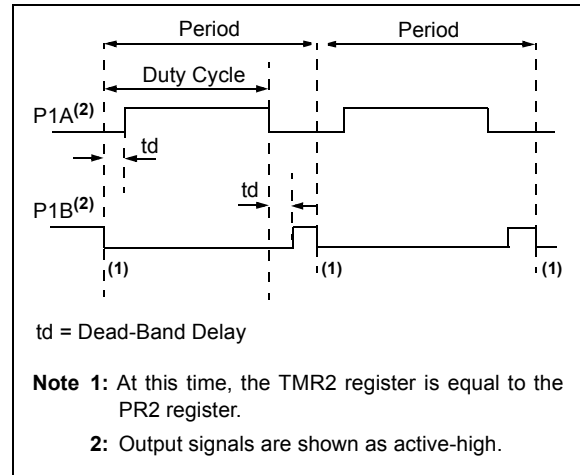 Period Period
Duty Cycle
P1A(2)
td
td
P1B(2)
(1) (1) (1)
td = Dead-Band Delay
Note 1: At this time, the TMR2 register is equal to the
PR2 register.
2: Output signals are shown as active-high.